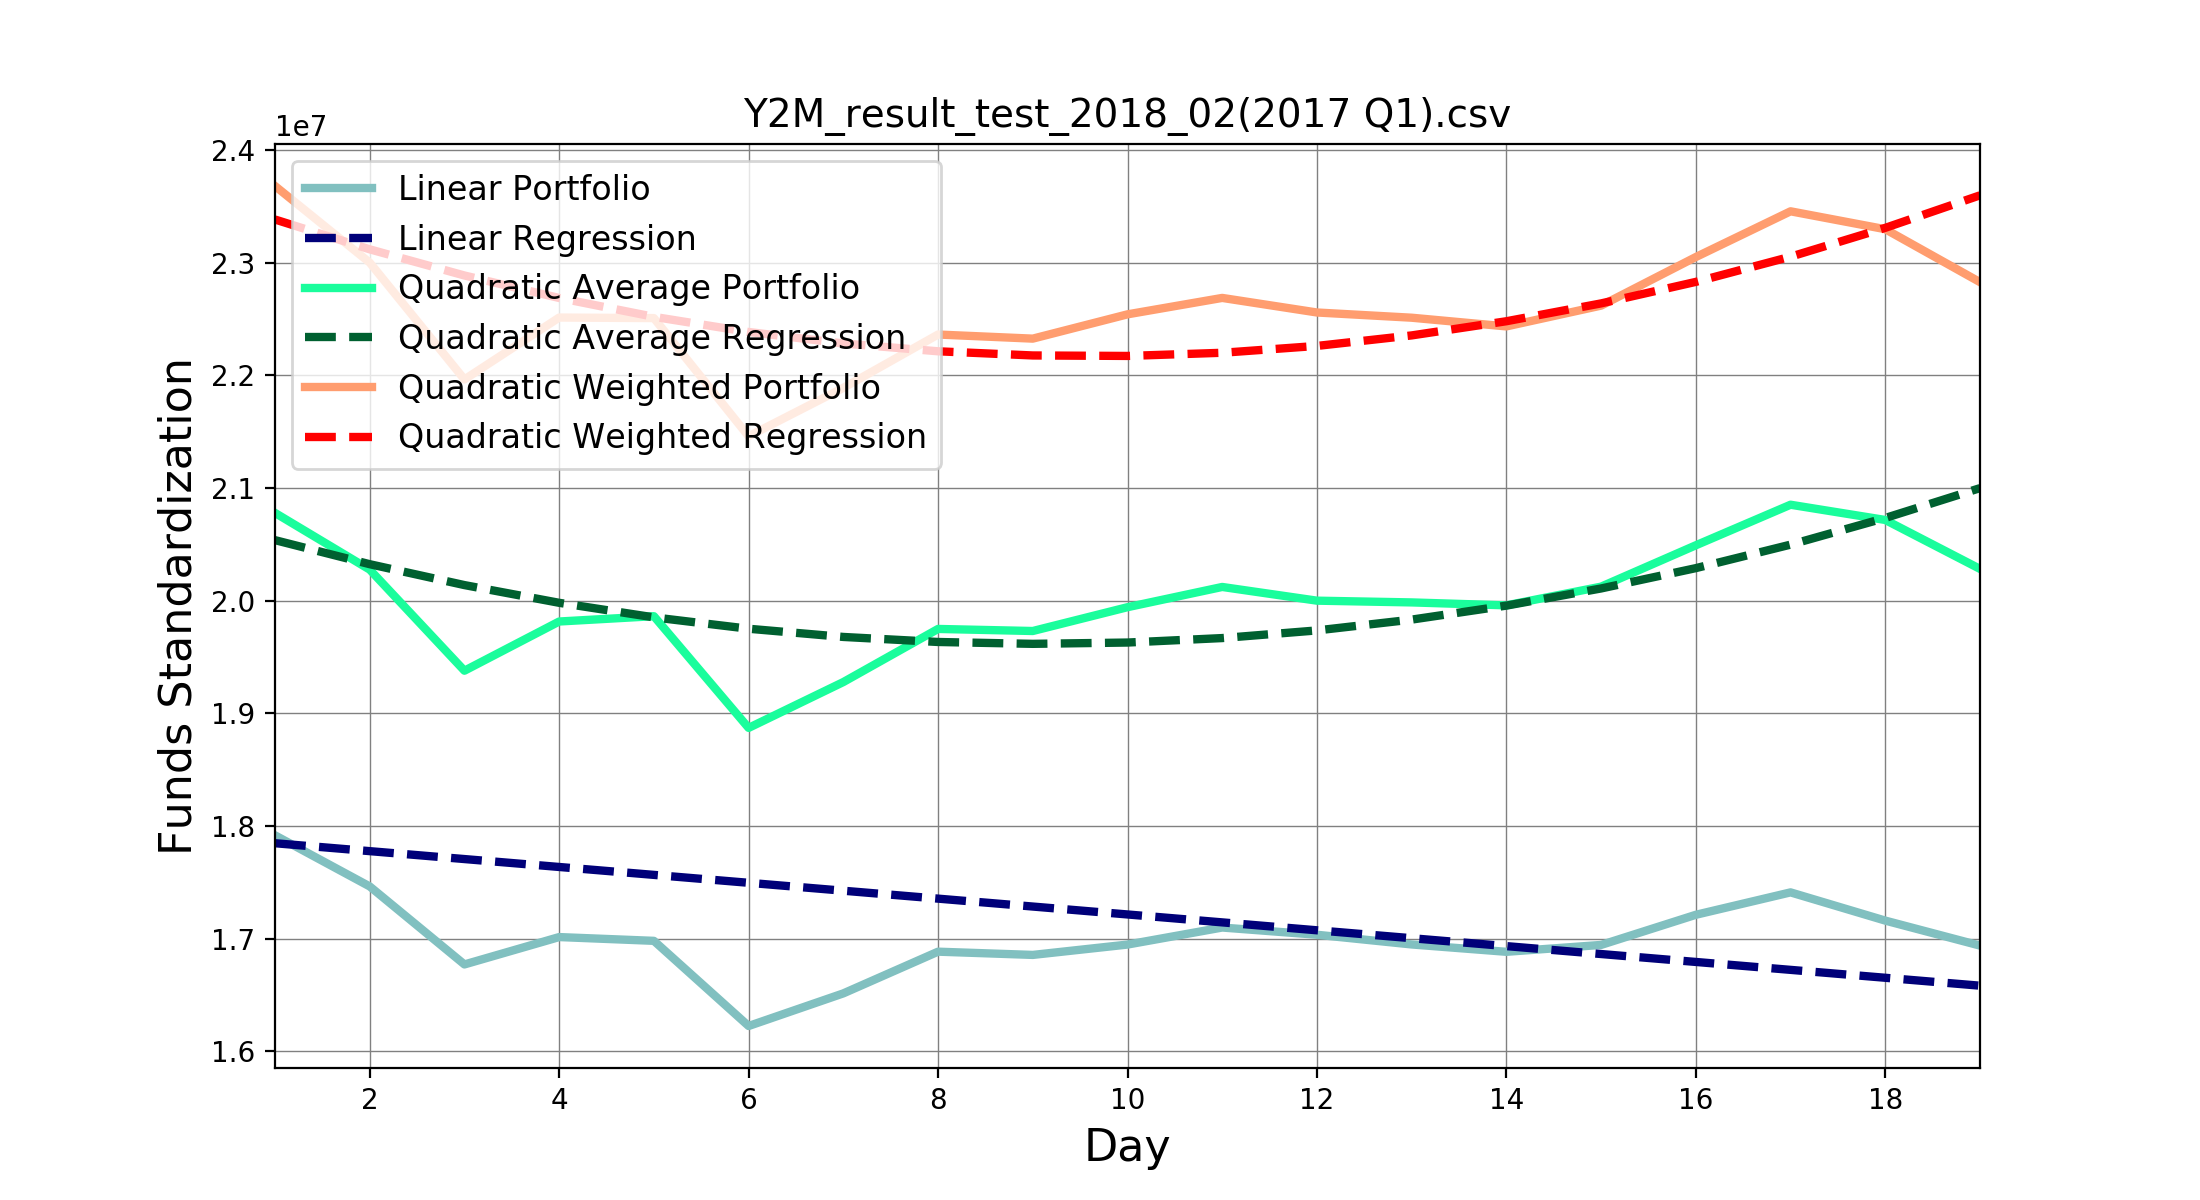 Y2M_result_test_2018_02(2017 Q1).csv
1e7
2.4
2.3
2.2
2.1
2.0
1.9
1.8
1.7
1.6
Funds Standardization
Linear Portfolio
Linear Regression
Quadratic Average Portfolio
Quadratic Average Regression
Quadratic Weighted Portfolio
Quadratic Weighted Regression
2 4 6 8 10 12 14 16 18
Day